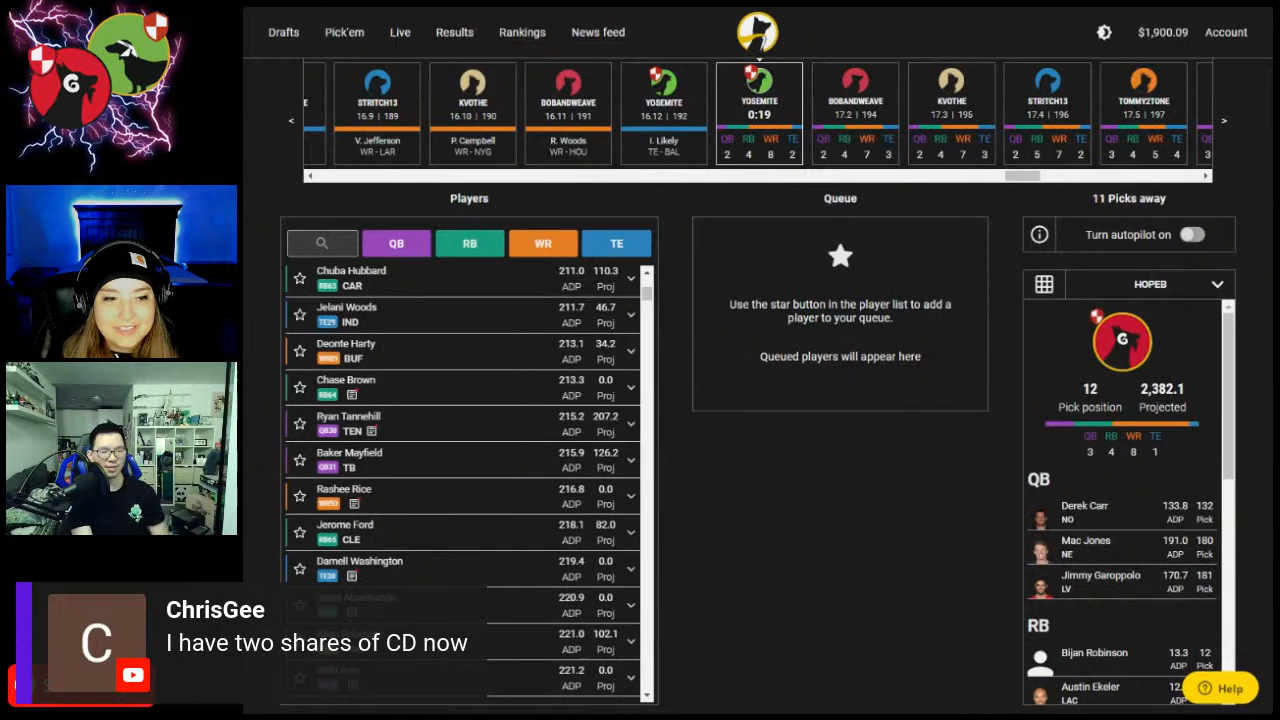 Drafts Pick'em Live Results Rankings News feed $1,900.09 Account
STRITCH13 KVOTHE BOBANDWEAVE YOSEMITE YOSEMITE BOBANDWEAVE KVOTHE STRITCH13 TOMMY2TONE
16.9 | 189 16.10 | 190 16.11 | 191 16.12 | 192 0:19 17.2 | 194 17.3 | 195 17.4 | 196 17.5 | 197
V. Jefferson P. Campbell R. Woods I. Likely QB RB WR TE QB RB WR TE QB RB WR TE QB RB WR TE QB RB WR TE
WR - LAR WR - NYG WR - HOU TE - BAL 2 4 8 2 2 4 7 3 2 4 7 3 2 5 7 2 3 4 5 4 3
Players Queue 11 Picks away
QB RB WR TE
Turn autopilot on
Chuba Hubbard 211.0 110.3
RB63 CAR ADP Proj
Jelani Woods 211.7 46.7
TE29 IND ADP Proj
Deonte Harty 213.1 34.2
BUF ADP Proj
Chase Brown 213.3 0.0
RB64 ADP Proj
Ryan Tannehill 215.2 207.2
QB30 TEN ADP Proj
Baker Mayfield 215.9 126.2
QB31 TB ADP Proj
Rashee Rice 216.8 0.0
WR90 ADP Proj
Jerome Ford 218.1 82.0
RB65 CLE ADP Proj
Darnell Washington 219.4 0.0
TE30 ADP Proj
220.9 0.0
ADP Proj
221.0 102.1
ADP Proj
221.2 0.0
ADP Proj
Use the star button in the player list to add a
player to your queue.
Queued players will appear here
HOPEB
G
12 2,382.1
Pick position Projected
QB RB WR TE
3 4 8 1
QB
Derek Carr 133.8 132
NO ADP Pick
Mac Jones 191.0 180
NE ADP Pick
Jimmy Garoppolo 170.7 181
LV ADP Pick
RB
Bijan Robinson 13.3 12
ADP Pick
Austin Ekeler 12.
LAC
Help
G
C
ChrisGee
I have two shares of CD now